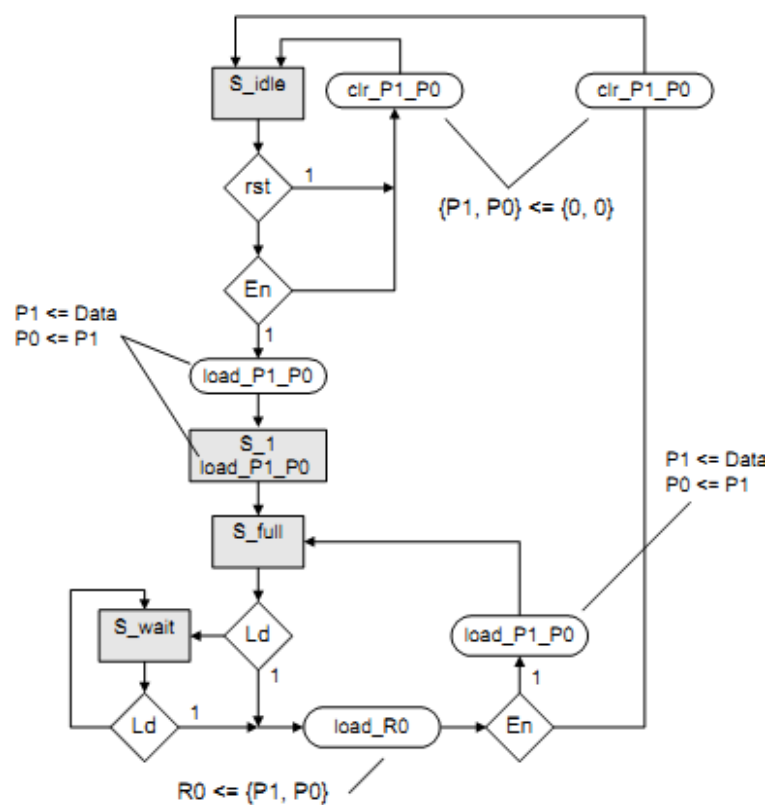 S_idle
clr_P1_P0
clr_P1_P0
rst
1
{P1, P0} <= {0, 0}
En
1
P1 <= Data
P0 <= P1
load_P1_P0
S_1
load_P1_P0
P1 <= Data
P0 <= P1
S_full
S_wait
Ld
1
load_P1_P0
1
Ld
1
load_R0
En
R0 <= {P1, P0}